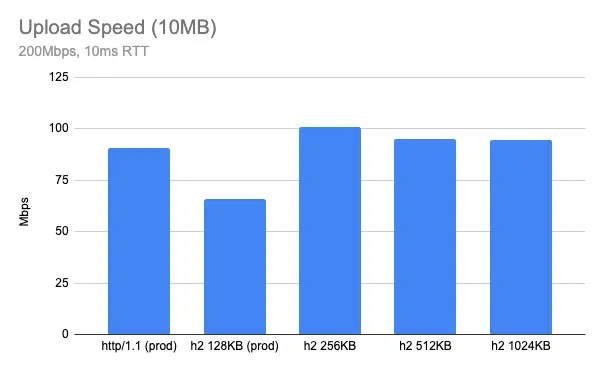 Upload Speed (10MB)
200Mbps, 10ms RTT
125
100
75
50
25
0
Mbps
http/1.1 (prod)
h2 128KB (prod)
h2 256KB
h2 512KB
h2 1024KB